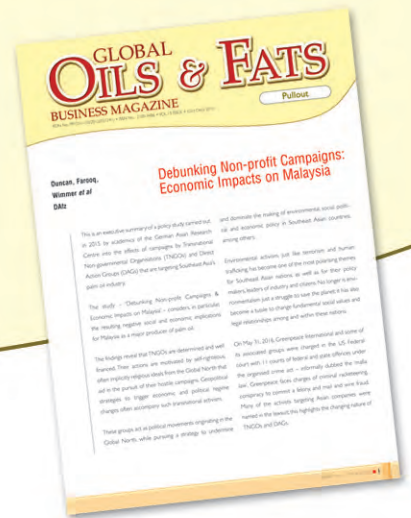 GLOBAL
OILS & FATS
BUSINESS MAGAZINE
Pullout
Duncan, Farooq,
Wimmer et al
DAtz
Debunking Non-profit Campaigns:
Economic Impacts on Malaysia
This is an executive summary of a policy study carried out
in 2015 by academics of the German Asian Research
Centre into the effects of campaigns by Transnational
Non-governmental Organisations (TNGOs) and Direct
Action Groups (DAGs) that are targeting Southeast Asia's
palm oil industry.
The study – "Debunking Non-profit Campaigns &
Economic Impacts on Malaysia' – considers, in particular,
the resulting negative social and economic implications
for Malaysia as a major producer of palm oil.
The findings reveal that TNGOs are determined and well
financed. Their actions are motivated by self-righteous,
often implicitly religious ideals from the Global North that
aid in the pursuit of their hostile campaigns. Geopolitical
strategies to trigger economic and political regime
changes often accompany such transnational activism.
These groups act as political movements originating in the
Global North, while pursuing a strategy to undermine
and dominate the making of environmental, social, polit-
ical and economic policy in Southeast Asian countries,
among others.
Environmental activism, just like terrorism and human
trafficking, has become one of the most polarising themes
for Southeast Asian nations, as well as for their policy
makers, leaders of industry and citizens. No longer is envi-
ronmentalism just a struggle to save the planet. It has also
become a tussle to change fundamental social values and
legal relationships among and within these nations.
On May 31, 2016, Greenpeace International and some of
its associated groups were charged in the US Federal
court with 11 counts of federal and state offences under
the organised crime act – informally dubbed the 'mafia
law'. Greenpeace faces charges of criminal racketeering,
conspiracy to commit a felony and mail and wire fraud.
Many of the activists targeting Asian companies were
named in the lawsuit; this highlights the changing nature of
TNGOs and DAGs.